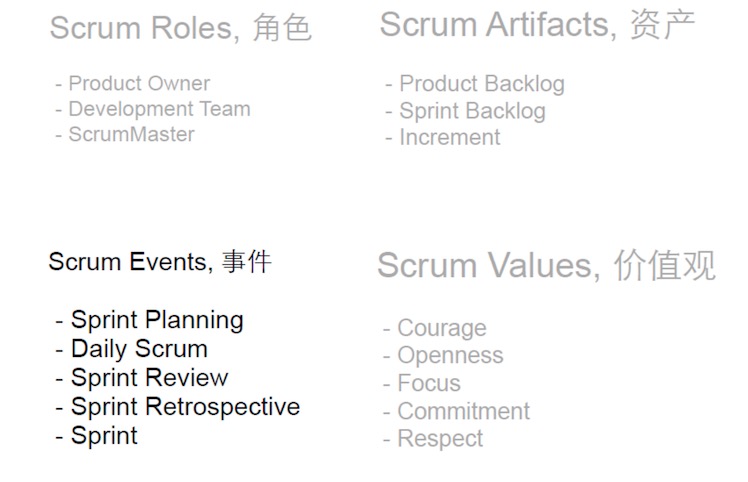 Scrum Roles, 角色
- Product Owner
- Development Team
- ScrumMaster
Scrum Artifacts, 资产
- Product Backlog
- Sprint Backlog
- Increment
Scrum Events, 事件
- Sprint Planning
- Daily Scrum
- Sprint Review
- Sprint Retrospective
- Sprint
Scrum Values, 价值观
- Courage
- Openness
- Focus
- Commitment
- Respect